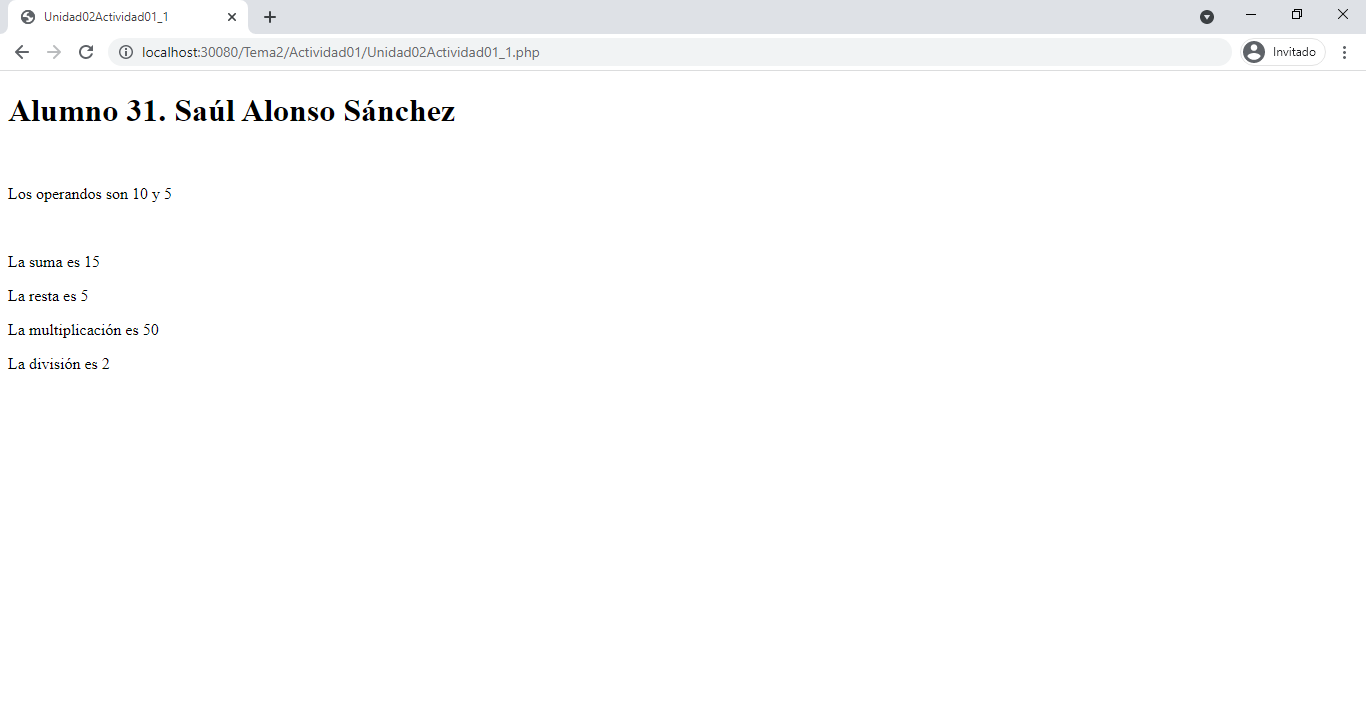 Unidad02Actividad01_1
localhost:30080/Tema2/Actividad01/Unidad02Actividad01_1.php
Invitado
Alumno 31. Saúl Alonso Sánchez
Los operandos son 10 y 5
La suma es 15
La resta es 5
La multiplicación es 50
La división es 2